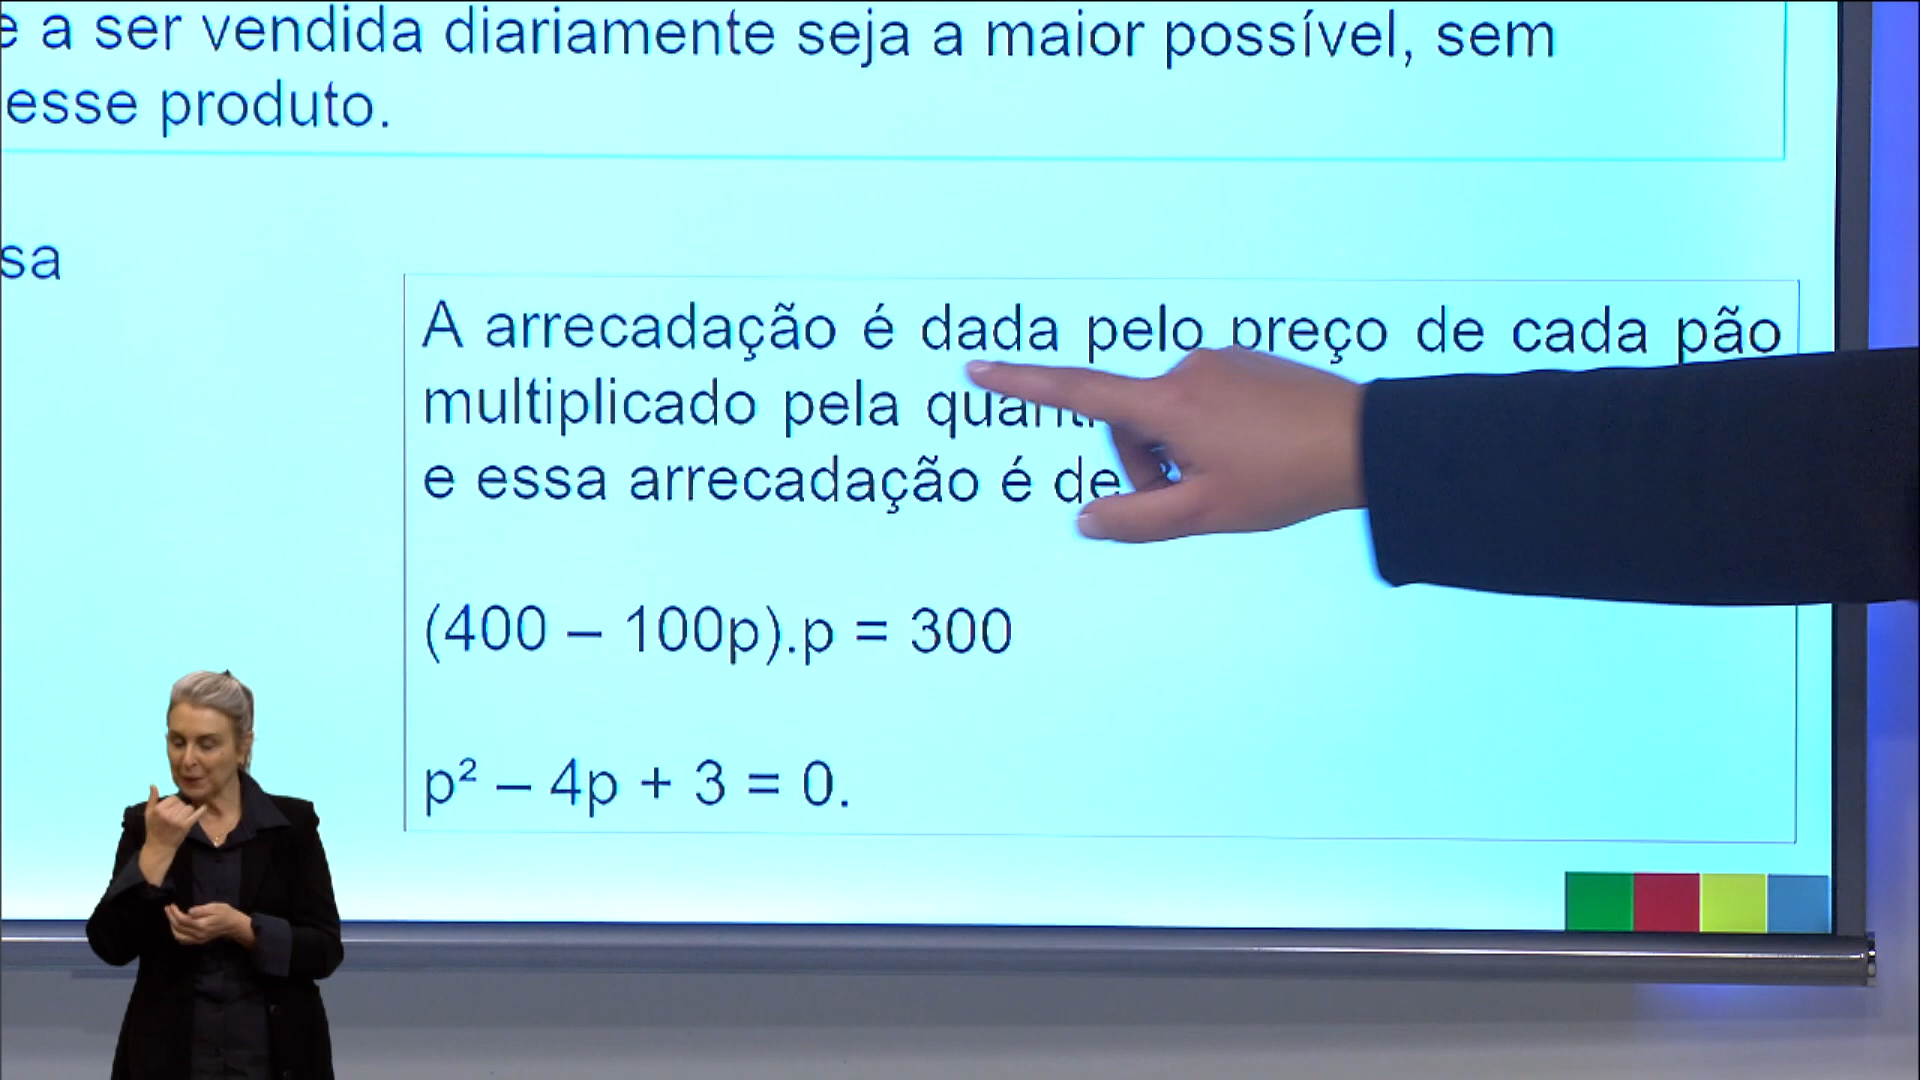 a ser vendida diariamente seja a maior possível, sem
esse produto.
sa
A arrecadação é dada pelo preço de cada pão
multiplicado pela
e essa arrecadação é de
(400 – 100p).p = 300
p² – 4p + 3 = 0.